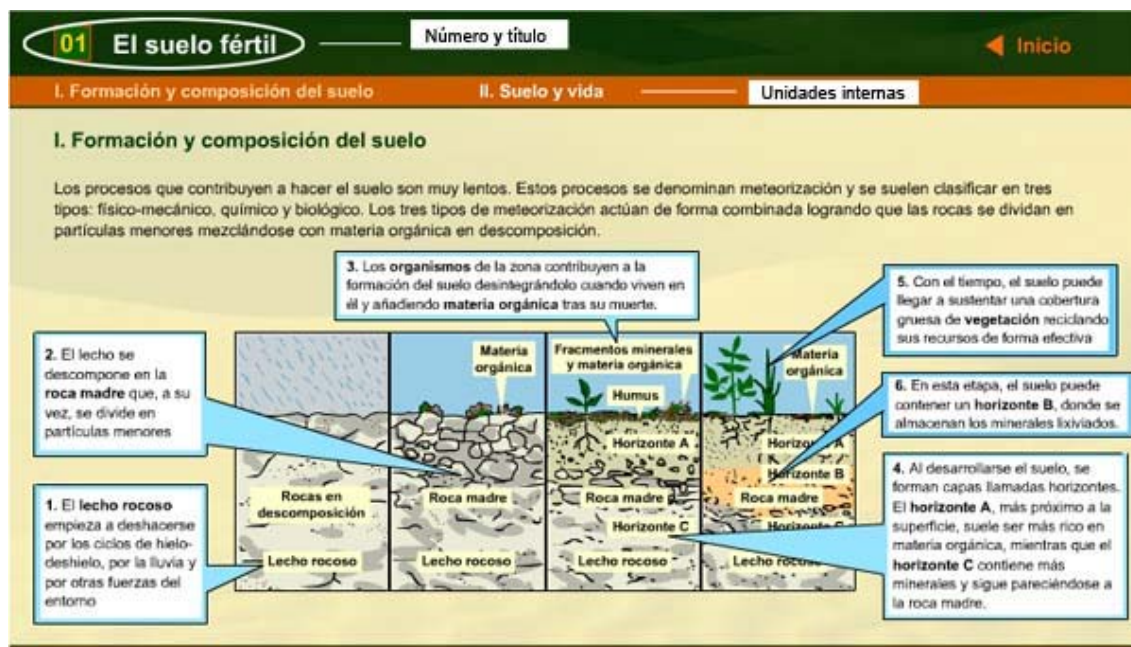 01 El suelo fértil
Número y título
Inicio
I. Formación y composición del suelo
II. Suelo y vida
Unidades internas
I. Formación y composición del suelo
Los procesos que contribuyen a hacer el suelo son muy lentos. Estos procesos se denominan meteorización y se suelen clasificar en tres
tipos: físico-mecánico, químico y biológico. Los tres tipos de meteorización actúan de forma combinada logrando que las rocas se dividan en
partículas menores mezclándose con materia orgánica en descomposición.
3. Los organismos de la zona contribuyen a la
formación del suelo desintegrándolo cuando viven en
él y añadiendo materia orgánica tras su muerte.
5. Con el tiempo, el suelo puede
llegar a sustentar una cobertura
gruesa de vegetación reciclando
sus recursos de forma efectiva
2. El lecho se
descompone en la
roca madre que, a su
vez, se divide en
partículas menores
6. En esta etapa, el suelo puede
contener un horizonte B, donde se
almacenan los minerales lixiviados.
1. El lecho rocoso
empieza a deshacerse
por los ciclos de hielo-
deshielo, por la lluvia y
por otras fuerzas del
entorno
4. Al desarrollarse el suelo, se
forman capas llamadas horizontes.
El horizonte A, más próximo a la
superficie, suele ser más rico en
materia orgánica, mientras que el
horizonte C contiene más
minerales y sigue pareciéndose a
la roca madre.
Rocas en
descomposición
Lecho rocoso
Materia
orgánica
Roca madre
Lecho rocoso
Fracmentos minerales
y materia orgánica
Humus
Horizonte A
Roca madre
Horizonte C
Lecho rocoso
Materia
orgánica
Horizonte A
Horizonte B
Roca madre
Horizonte C
Lecho rocoso